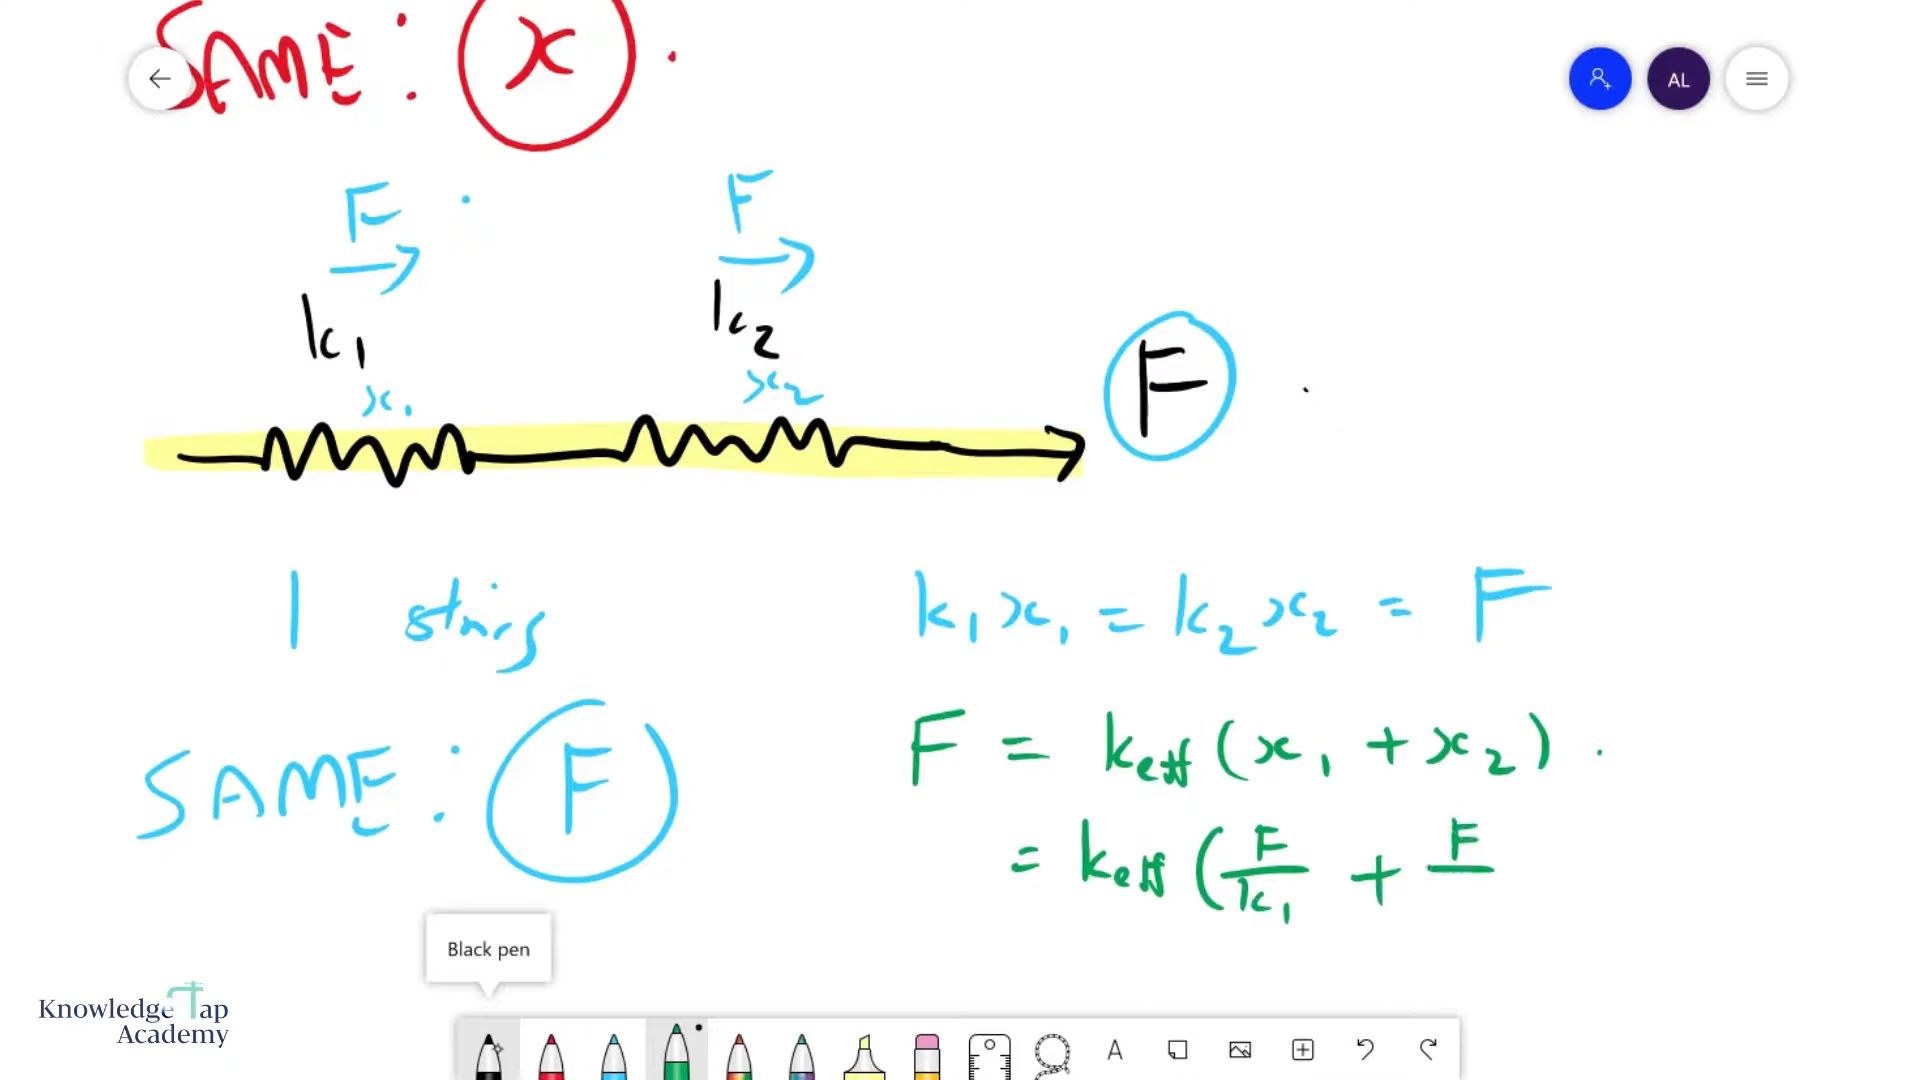 SAME: x
AL
F F
k1 k2
x1 x2
F
1 string
k1x1 = k2x2 = F
F = keff(x1 + x2)
SAME: F
= keff(F/k1 + F
Black pen
Knowledge Tap
Academy
A